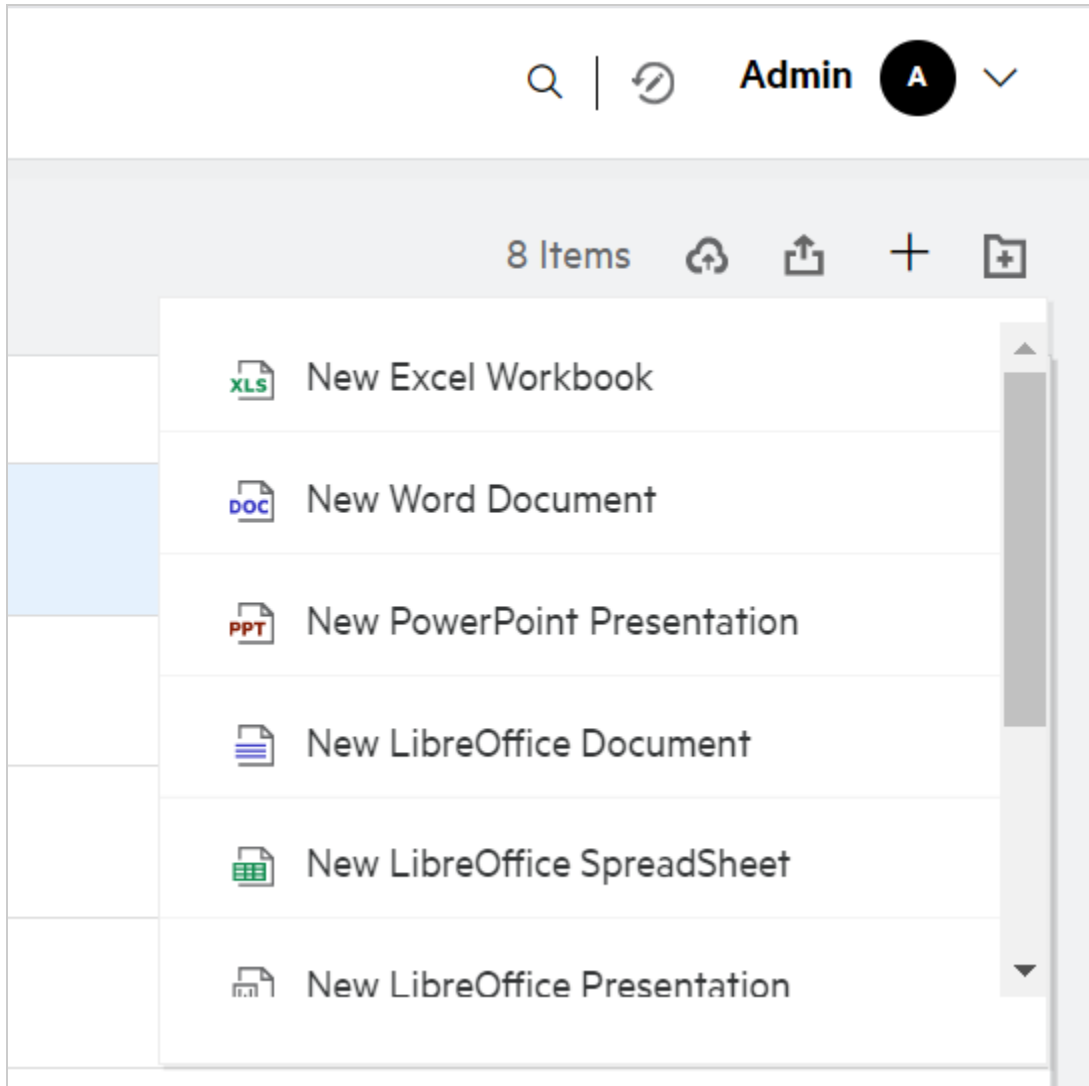 Admin A
8 Items
XLS New Excel Workbook
DOC New Word Document
PPT New PowerPoint Presentation
New LibreOffice Document
New LibreOffice SpreadSheet
New LibreOffice Presentation